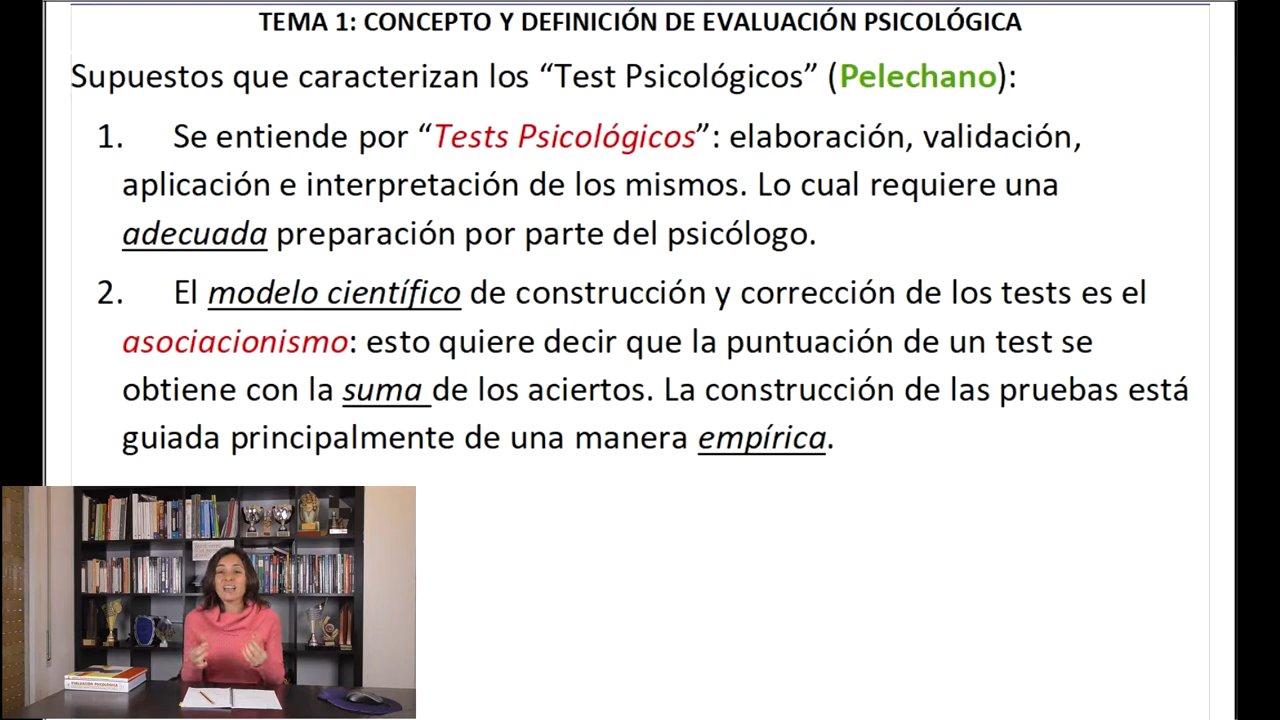 TEMA 1: CONCEPTO Y DEFINICIÓN DE EVALUACIÓN PSICOLÓGICA
Supuestos que caracterizan los “Test Psicológicos” (Pelechano):
1. Se entiende por “Tests Psicológicos”: elaboración, validación,
aplicación e interpretación de los mismos. Lo cual requiere una
adecuada preparación por parte del psicólogo.
2. El modelo científico de construcción y corrección de los tests es el
asociacionismo: esto quiere decir que la puntuación de un test se
obtiene con la suma de los aciertos. La construcción de las pruebas está
guiada principalmente de una manera empírica.
EVALUACIÓN PSICOLÓGICA